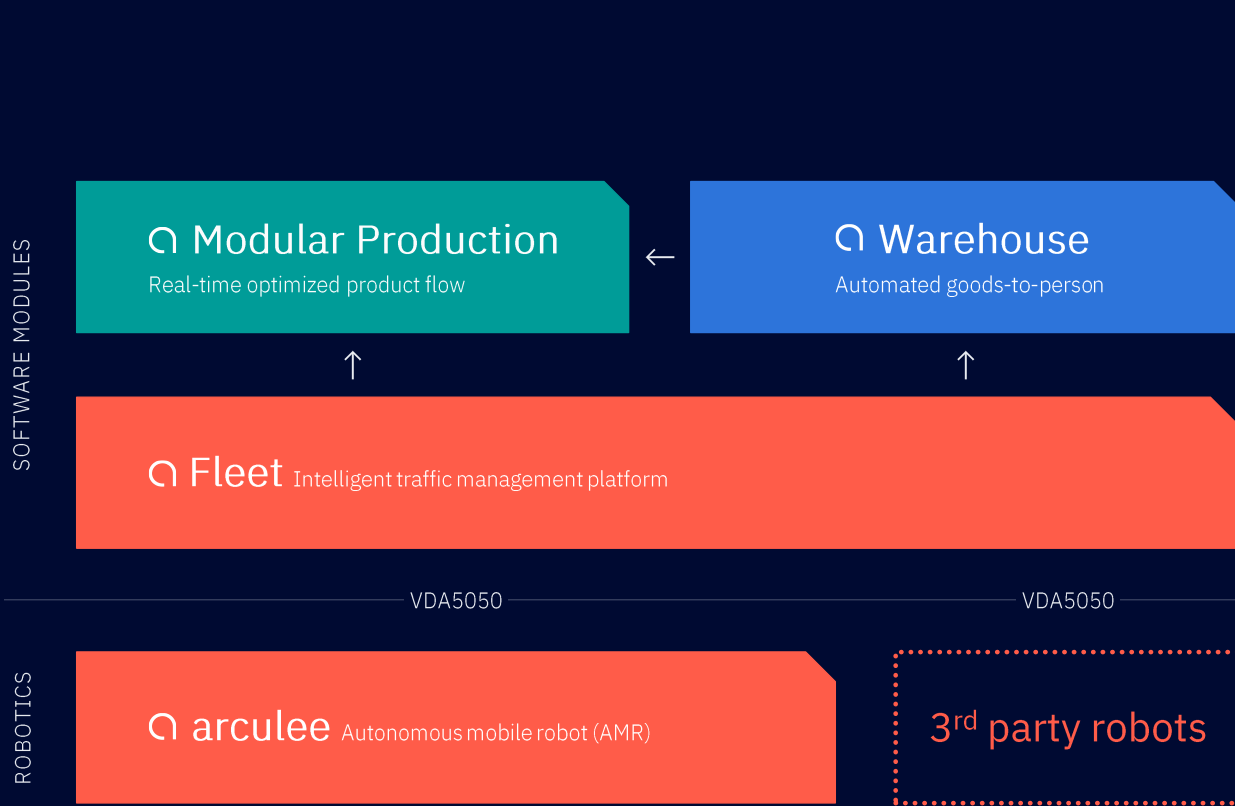 SOFTWARE MODULES
Modular Production
Real-time optimized product flow
Warehouse
Automated goods-to-person
Fleet Intelligent traffic management platform
VDA5050
VDA5050
ROBOTICS
arculee Autonomous mobile robot (AMR)
3rd party robots